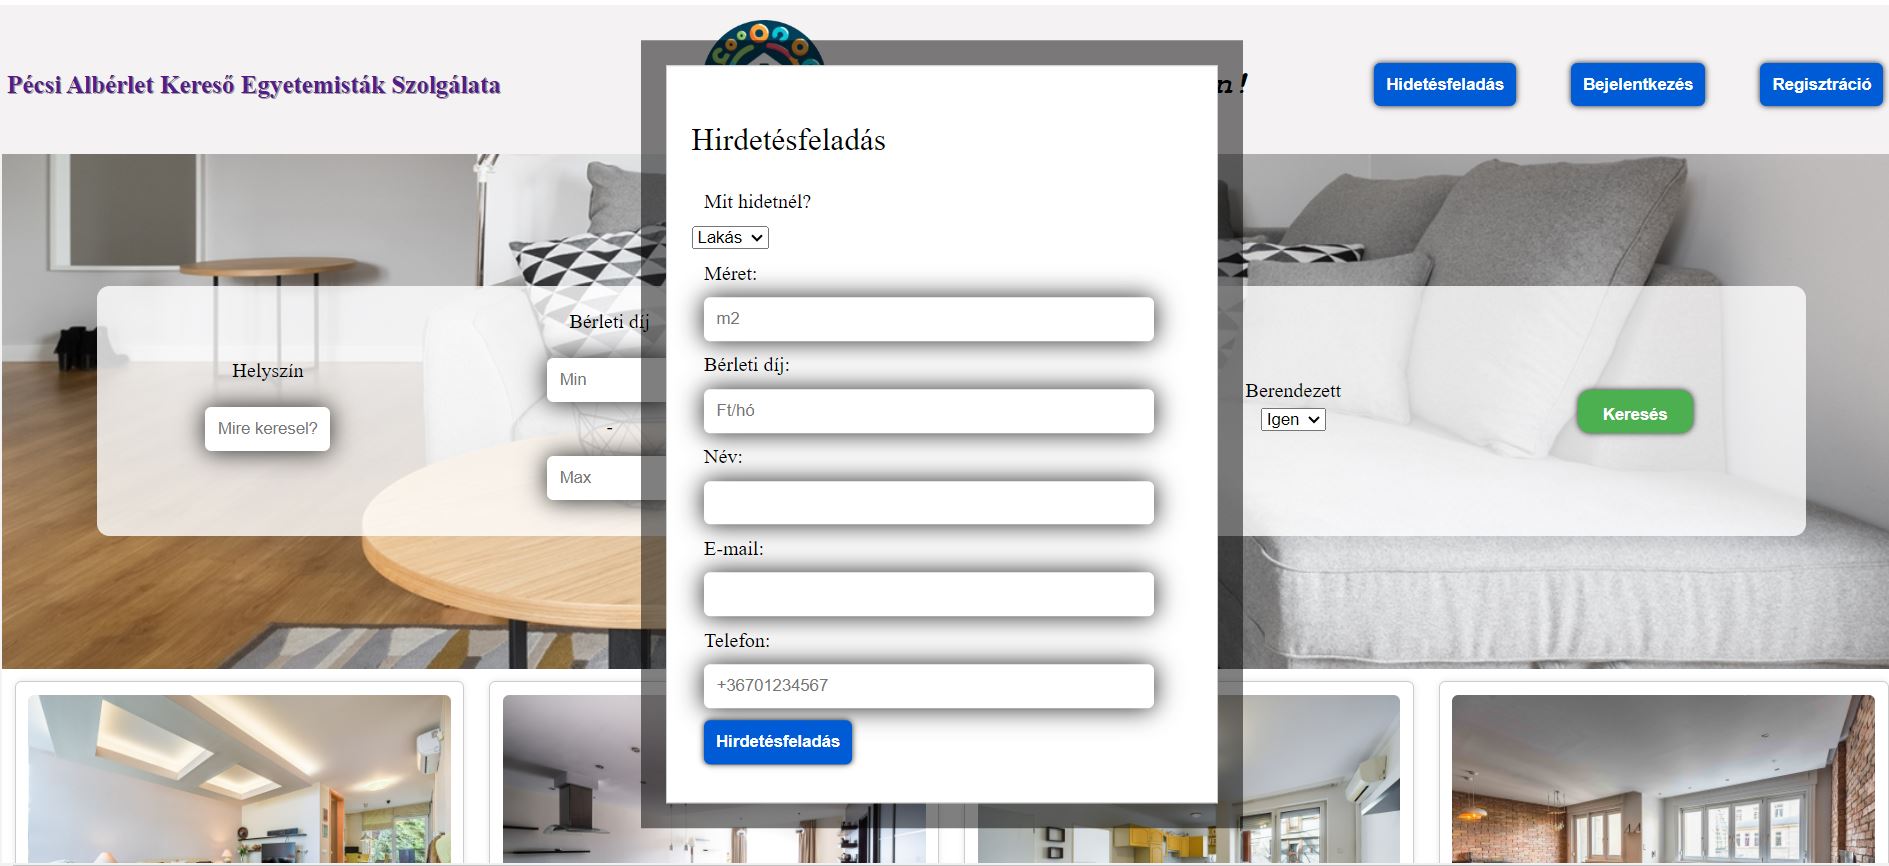 Pécsi Albérlet Kereső Egyetemisták Szolgálata
Hidetésfeladás
Bejelentkezés
Regisztráció
Hirdetésfeladás
Mit hidetnél?
Lakás
Méret:
m2
Bérleti díj:
Ft/hó
Név:
E-mail:
Telefon:
+36701234567
Hirdetésfeladás
Helyszín
Mire keresel?
Bérleti díj
Min
-
Max
Berendezett
Igen
Keresés